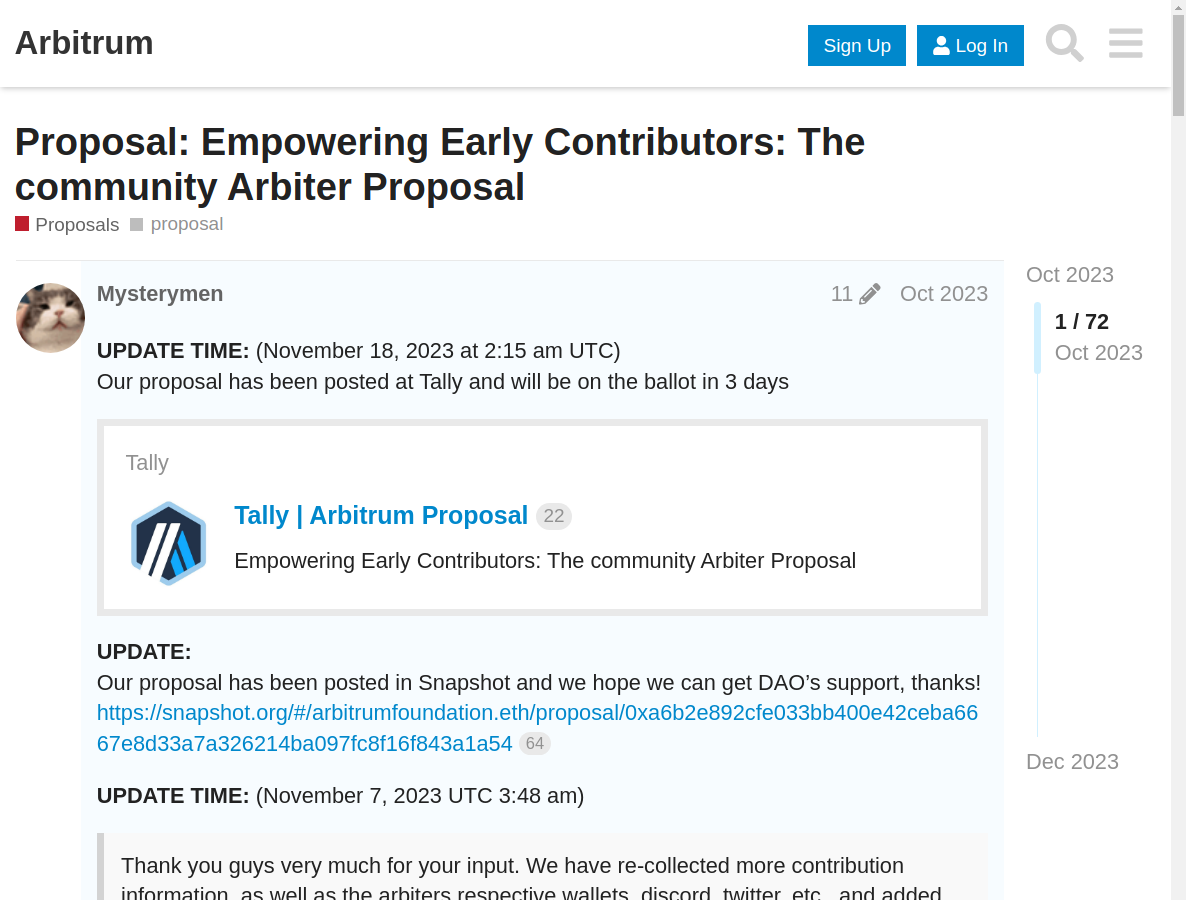 Arbitrum
Sign Up
Log In
Proposal: Empowering Early Contributors: The
community Arbiter Proposal
Proposals proposal
Mysterymen
11
Oct 2023
Oct 2023
1 / 72
Oct 2023
UPDATE TIME: (November 18, 2023 at 2:15 am UTC)
Our proposal has been posted at Tally and will be on the ballot in 3 days
Tally
Tally | Arbitrum Proposal 22
Empowering Early Contributors: The community Arbiter Proposal
UPDATE:
Our proposal has been posted in Snapshot and we hope we can get DAO’s support, thanks!
https://snapshot.org/#/arbitrumfoundation.eth/proposal/0xa6b2e892cfe033bb400e42ceba66
67e8d33a7a326214ba097fc8f16f843a1a54 64
Dec 2023
UPDATE TIME: (November 7, 2023 UTC 3:48 am)
Thank you guys very much for your input. We have re-collected more contribution
information, as well as the arbiters respective wallets, discord, twitter, etc., and added